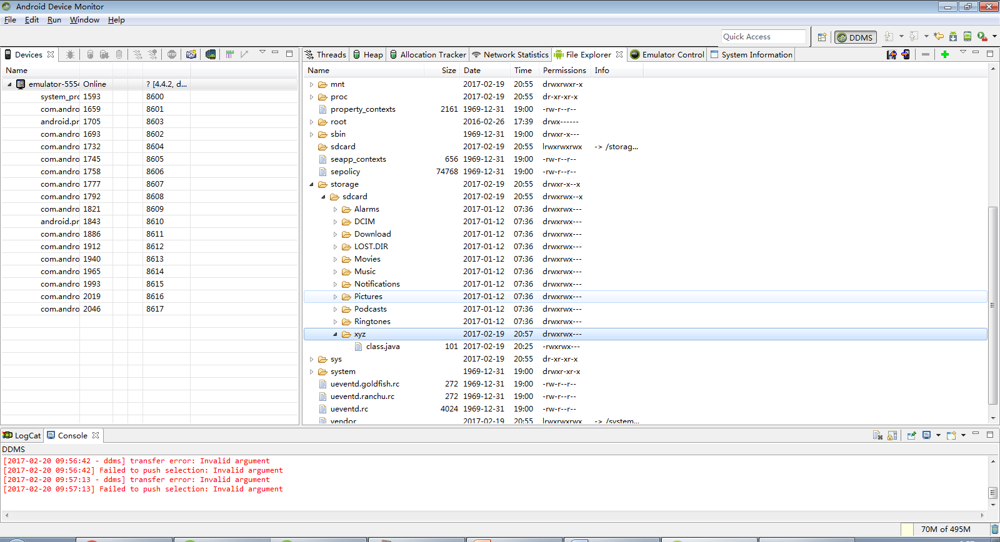 Android Device Monitor
File Edit Run Window Help
Quick Access
DDMS
Devices
Threads Heap Allocation Tracker Network Statistics File Explorer Emulator Control System Information
Name
emulator-5554 Online ? [4.4.2, d...
system_pro 1593 8600
com.andro 1659 8601
android.pr 1705 8603
com.andro 1693 8602
com.andro 1732 8604
com.andro 1745 8605
com.andro 1758 8606
com.andro 1777 8607
com.andro 1792 8608
com.andro 1821 8609
android.pr 1843 8610
com.andro 1886 8611
com.andro 1912 8612
com.andro 1940 8613
com.andro 1965 8614
com.andro 1993 8615
com.andro 2019 8616
com.andro 2046 8617
Name Size Date Time Permissions Info
mnt 2017-02-19 20:55 drwxrwxr-x
proc 2017-02-19 20:55 dr-xr-xr-x
property_contexts 2161 1969-12-31 19:00 -rw-r--r--
root 2016-02-26 17:39 drwx------
sbin 1969-12-31 19:00 drwxr-x---
sdcard 2017-02-19 20:55 lrwxrwxrwx -> /storag...
seapp_contexts 656 1969-12-31 19:00 -rw-r--r--
sepolicy 74768 1969-12-31 19:00 -rw-r--r--
storage 2017-02-19 20:55 drwxr-x--x
sdcard 2017-02-19 20:55 drwxrwx--x
Alarms 2017-01-12 07:36 drwxrwx---
DCIM 2017-01-12 07:36 drwxrwx---
Download 2017-01-12 07:36 drwxrwx---
LOST.DIR 2017-01-12 07:36 drwxrwx---
Movies 2017-01-12 07:36 drwxrwx---
Music 2017-01-12 07:36 drwxrwx---
Notifications 2017-01-12 07:36 drwxrwx---
Pictures 2017-01-12 07:36 drwxrwx---
Podcasts 2017-01-12 07:36 drwxrwx---
Ringtones 2017-01-12 07:36 drwxrwx---
xyz 2017-02-19 20:57 drwxrwx---
class.java 101 2017-02-19 20:25 -rwxrwx---
sys 2017-02-19 20:55 dr-xr-xr-x
system 1969-12-31 19:00 drwxr-xr-x
ueventd.goldfish.rc 272 1969-12-31 19:00 -rw-r--r--
ueventd.ranchu.rc 272 1969-12-31 19:00 -rw-r--r--
ueventd.rc 4024 1969-12-31 19:00 -rw-r--r--
vendor 2017-02-19 20:55 lrwxrwxrwx -> /system...
LogCat Console
DDMS
[2017-02-20 09:56:42 - ddms] transfer error: Invalid argument
[2017-02-20 09:56:42] Failed to push selection: Invalid argument
[2017-02-20 09:57:13 - ddms] transfer error: Invalid argument
[2017-02-20 09:57:13] Failed to push selection: Invalid argument
70M of 495M